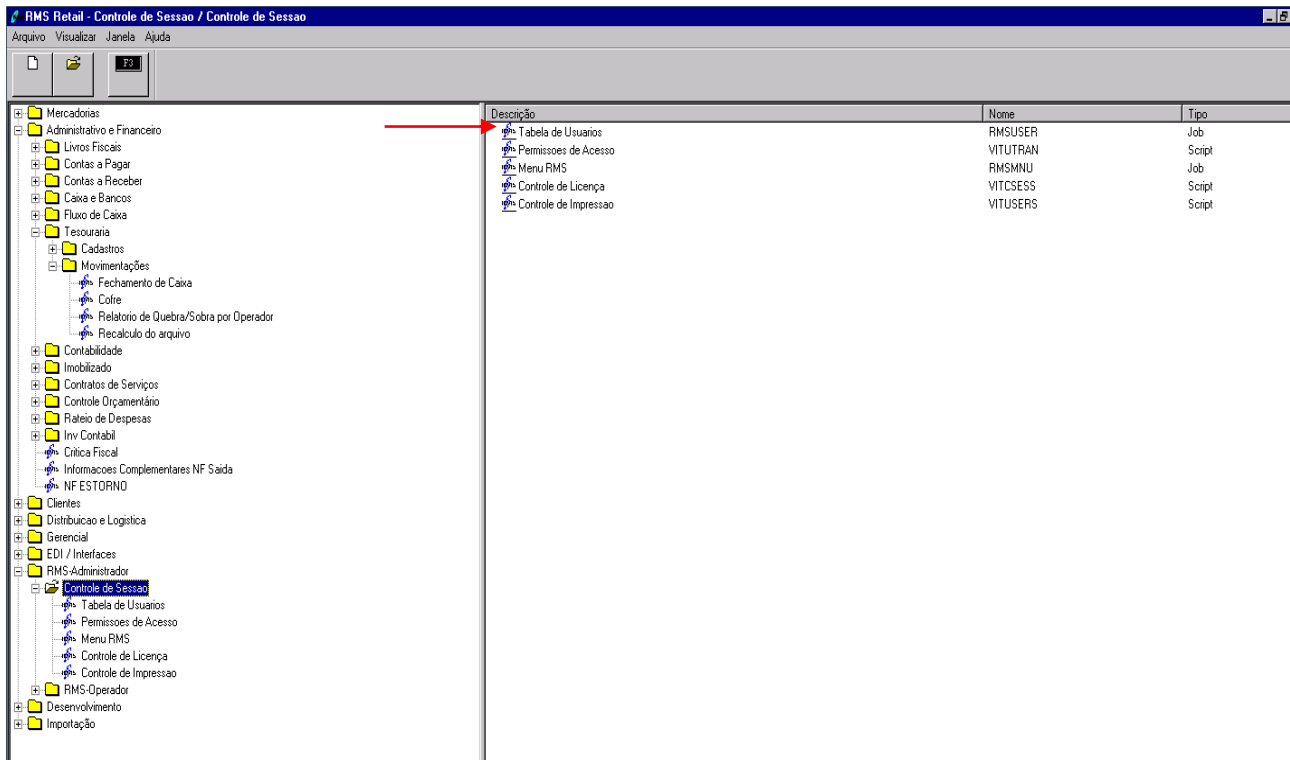 RMS Retail - Controle de Sessao / Controle de Sessao
Arquivo Visualizar Janela Ajuda
F3
Mercadorias
Administrativo e Financeiro
Livros Fiscais
Contas a Pagar
Contas a Receber
Caixa e Bancos
Fluxo de Caixa
Tesouraria
Cadastros
Movimentações
Fechamento de Caixa
Cofre
Relatorio de Quebra/Sobra por Operador
Recalculo do arquivo
Contabilidade
Imobilizado
Contratos de Serviços
Controle Orçamentário
Rateio de Despesas
Inv Contabil
Critica Fiscal
Informacoes Complementares NF Saida
NF ESTORNO
Clientes
Distribuicao e Logistica
Gerencial
EDI / Interfaces
RMS-Administrador
Controle de Sessao
Tabela de Usuarios
Permissoes de Acesso
Menu RMS
Controle de Licença
Controle de Impressao
RMS-Operador
Desenvolvimento
Importação
Descrição Nome Tipo
Tabela de Usuarios RMSUSER Job
Permissoes de Acesso VITUTRAN Script
Menu RMS RMSMNU Job
Controle de Licença VITCSESS Script
Controle de Impressao VITUSERS Script